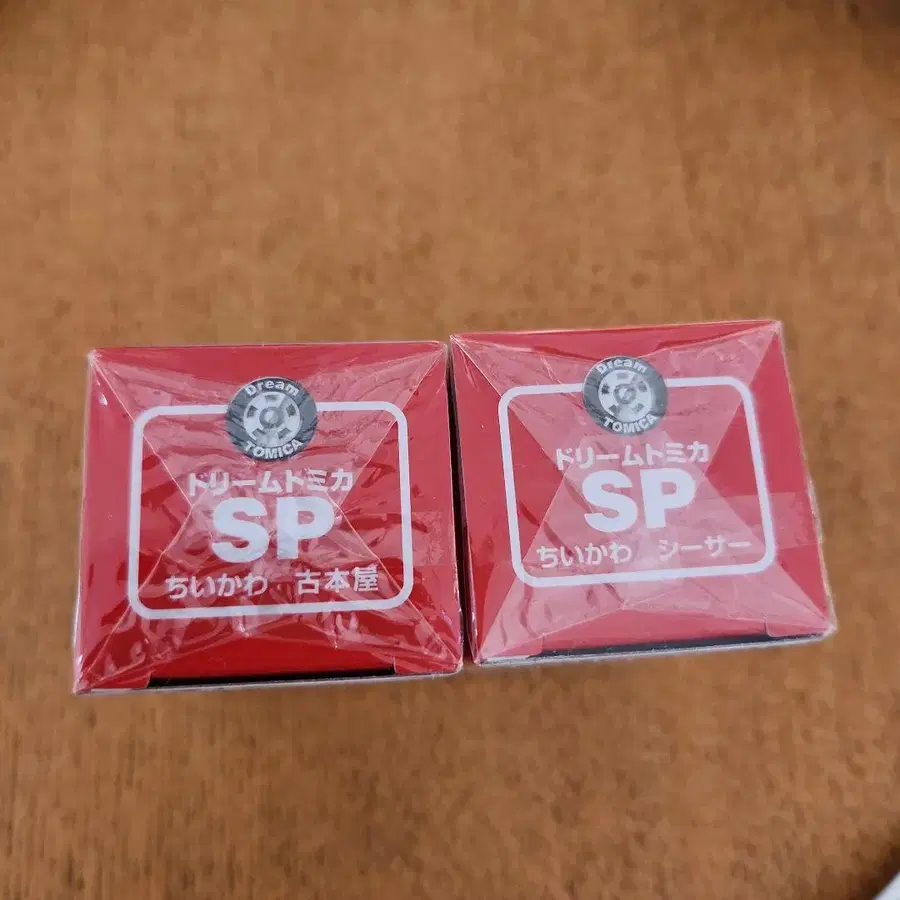 Dream
TOMICA
ドリームトミカ
SP
ちいかわ 古本屋
Dream
TOMICA
ドリームトミカ
SP
ちいかわ シーサー